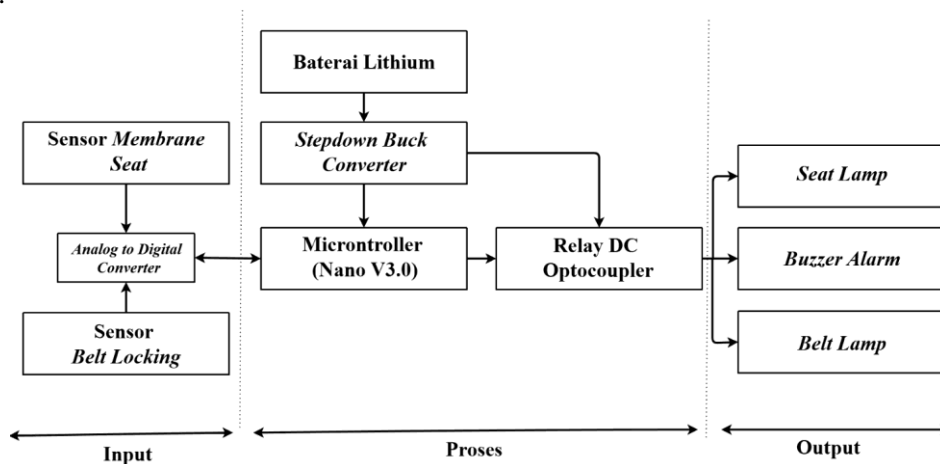 Baterai Lithium
Sensor Membrane
Seat
Stepdown Buck
Converter
Seat Lamp
Analog to Digital
Converter
Microntroller
(Nano V3.0)
Relay DC
Optocoupler
Buzzer Alarm
Sensor
Belt Locking
Belt Lamp
Input
Proses
Output